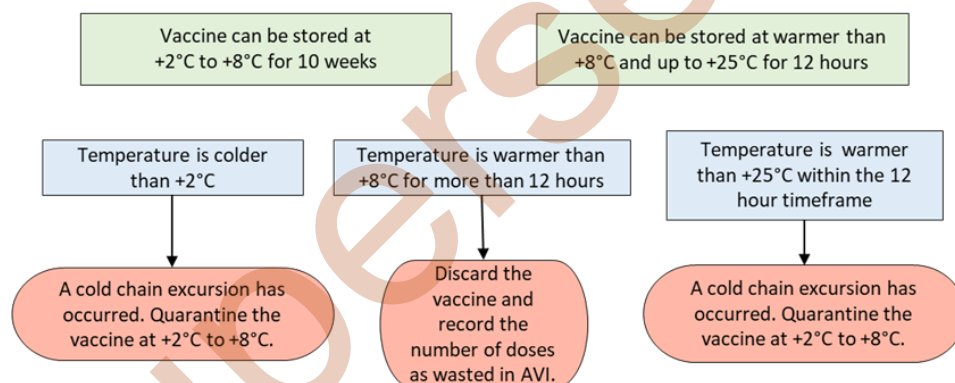 Vaccine can be stored at
+2°C to +8°C for 10 weeks
Vaccine can be stored at warmer than
+8°C and up to +25°C for 12 hours
Temperature is colder
than +2°C
Temperature is warmer than
+8°C for more than 12 hours
Temperature is warmer
than +25°C within the 12
hour timeframe
A cold chain excursion has
occurred. Quarantine the
vaccine at +2°C to +8°C.
Discard the
vaccine and
record the
number of doses
as wasted in AVI.
A cold chain excursion has
occurred. Quarantine the
vaccine at +2°C to +8°C.